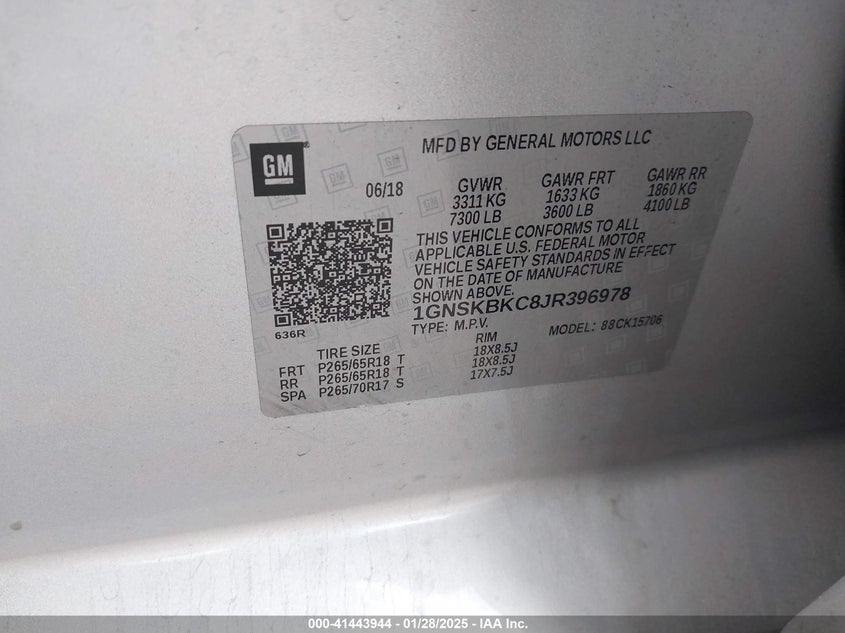 MFD BY GENERAL MOTORS LLC
GM
06/18
GVWR GAWR FRT GAWR RR
3311 KG 1633 KG 1860 KG
7300 LB 3600 LB 4100 LB
THIS VEHICLE CONFORMS TO ALL
APPLICABLE U.S. FEDERAL MOTOR
VEHICLE SAFETY STANDARDS IN EFFECT
ON THE DATE OF MANUFACTURE
SHOWN ABOVE.
1GNSKBKC8JR396978
TYPE: M.P.V. MODEL: 88CK15706
636R
TIRE SIZE RIM
FRT P265/65R18 T 18X8.5J
RR P265/65R18 T 18X8.5J
SPA P265/70R17 S 17X7.5J
000-41443944 - 01/28/2025 - IAA Inc.